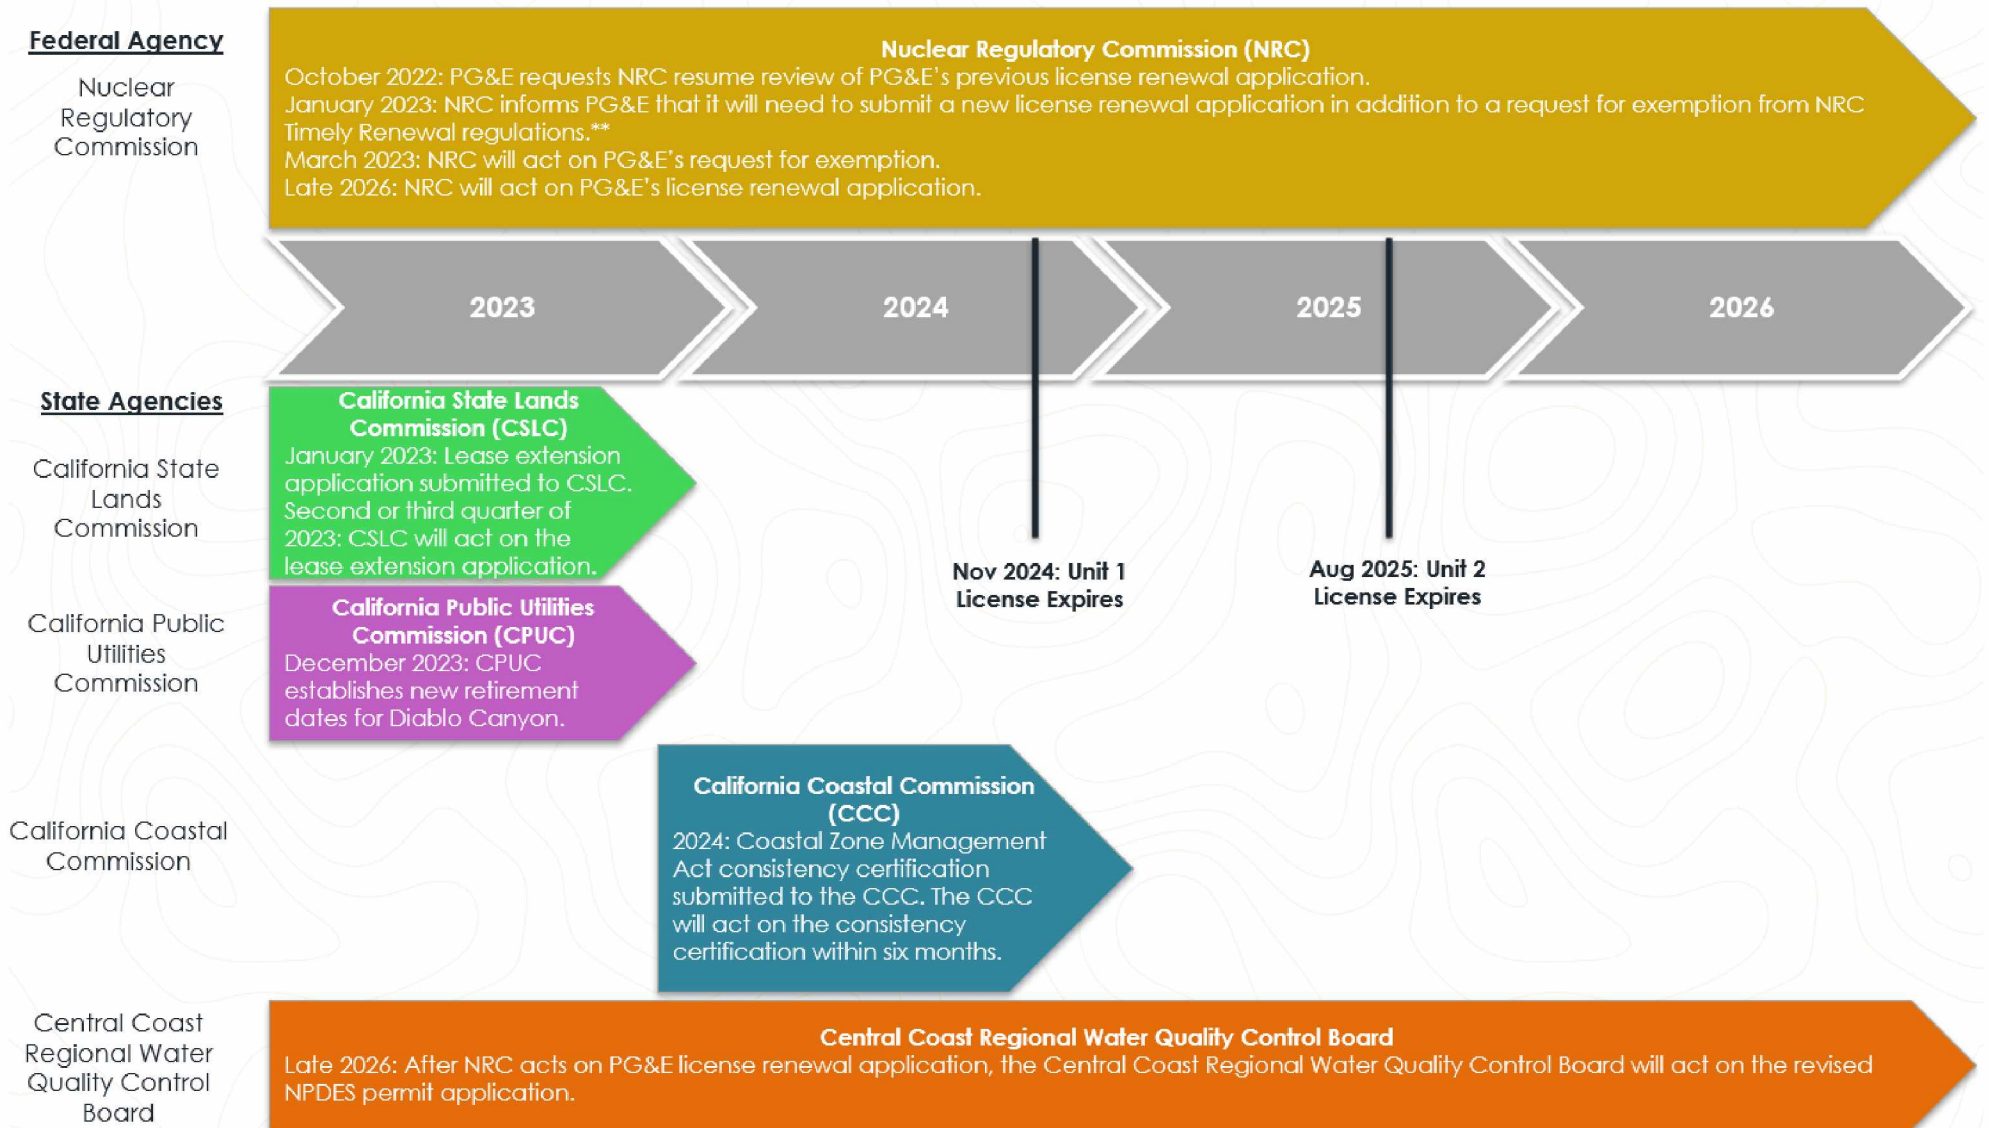 Federal Agency
Nuclear
Regulatory
Commission
Nuclear Regulatory Commission (NRC)
October 2022: PG&E requests NRC resume review of PG&E's previous license renewal application.
January 2023: NRC informs PG&E that it will need to submit a new license renewal application in addition to a request for exemption from NRC
Timely Renewal regulations.**
March 2023: NRC will act on PG&E's request for exemption.
Late 2026: NRC will act on PG&E's license renewal application.
2023
2024
2025
2026
Nov 2024: Unit 1
License Expires
Aug 2025: Unit 2
License Expires
State Agencies
California State
Lands
Commission
California State Lands
Commission (CSLC)
January 2023: Lease extension
application submitted to CSLC.
Second or third quarter of
2023: CSLC will act on the
lease extension application.
California Public
Utilities
Commission
California Public Utilities
Commission (CPUC)
December 2023: CPUC
establishes new retirement
dates for Diablo Canyon.
California Coastal
Commission
California Coastal Commission
(CCC)
2024: Coastal Zone Management
Act consistency certification
submitted to the CCC. The CCC
will act on the consistency
certification within six months.
Central Coast
Regional Water
Quality Control
Board
Central Coast Regional Water Quality Control Board
Late 2026: After NRC acts on PG&E license renewal application, the Central Coast Regional Water Quality Control Board will act on the revised
NPDES permit application.